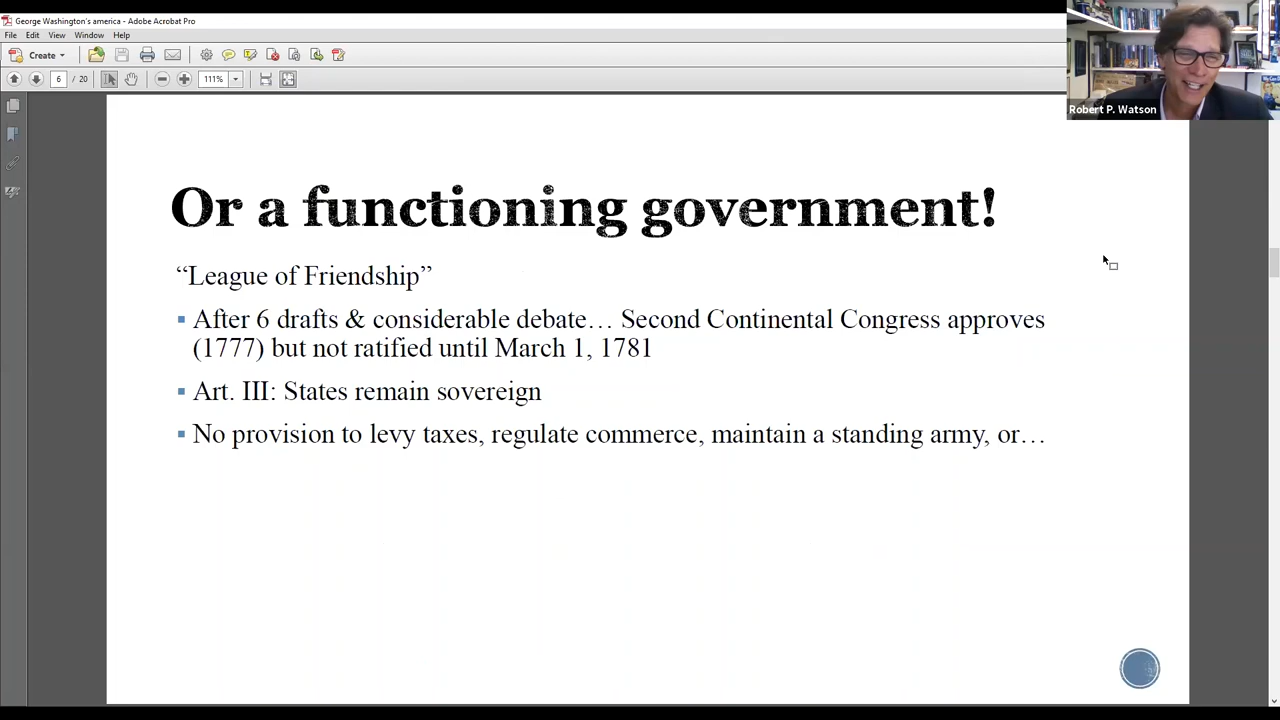 George Washington's america - Adobe Acrobat Pro
File Edit View Window Help
Create
6 / 20 111%
Robert P. Watson
Or a functioning government!
“League of Friendship”
After 6 drafts & considerable debate… Second Continental Congress approves
(1777) but not ratified until March 1, 1781
Art. III: States remain sovereign
No provision to levy taxes, regulate commerce, maintain a standing army, or…